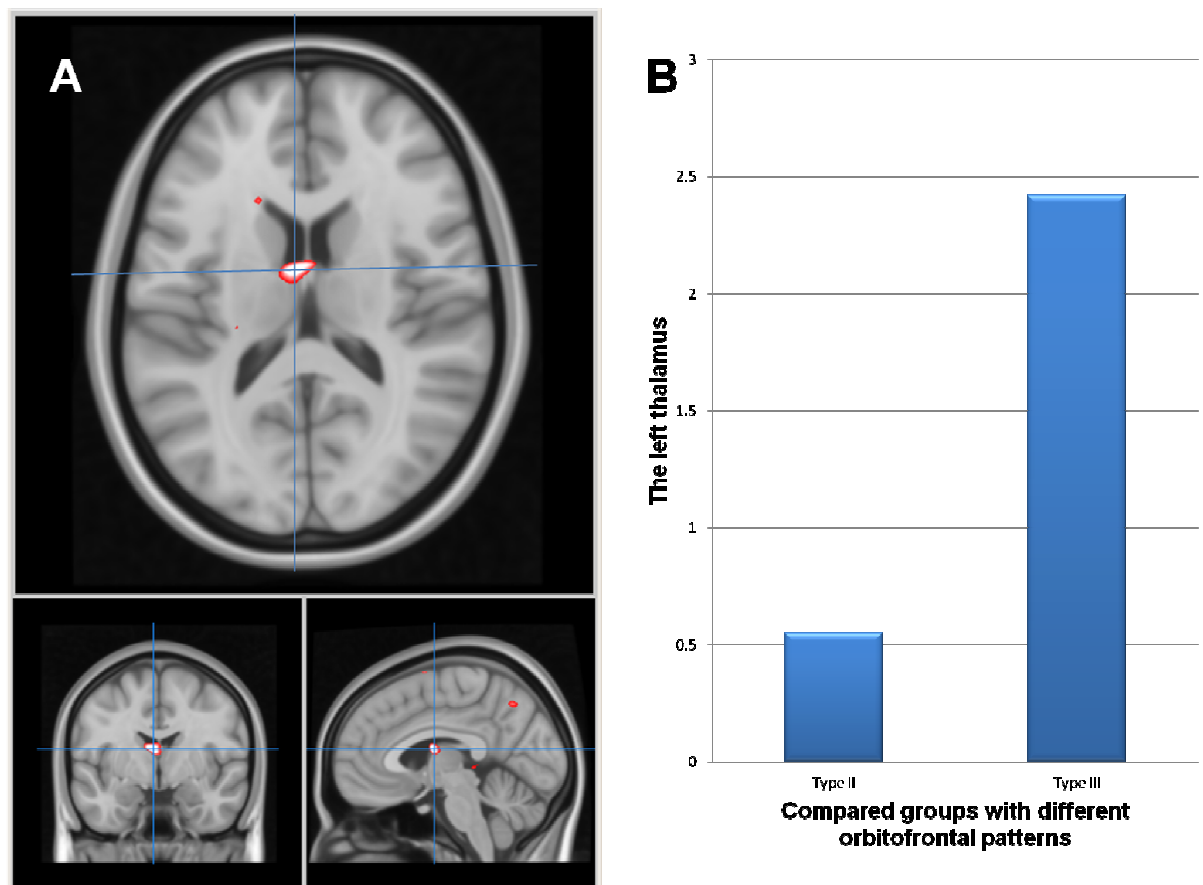 A
B
3
2.5
2
1.5
1
0.5
0
The left thalamus
Type II
Type III
Compared groups with different
orbitofrontal patterns